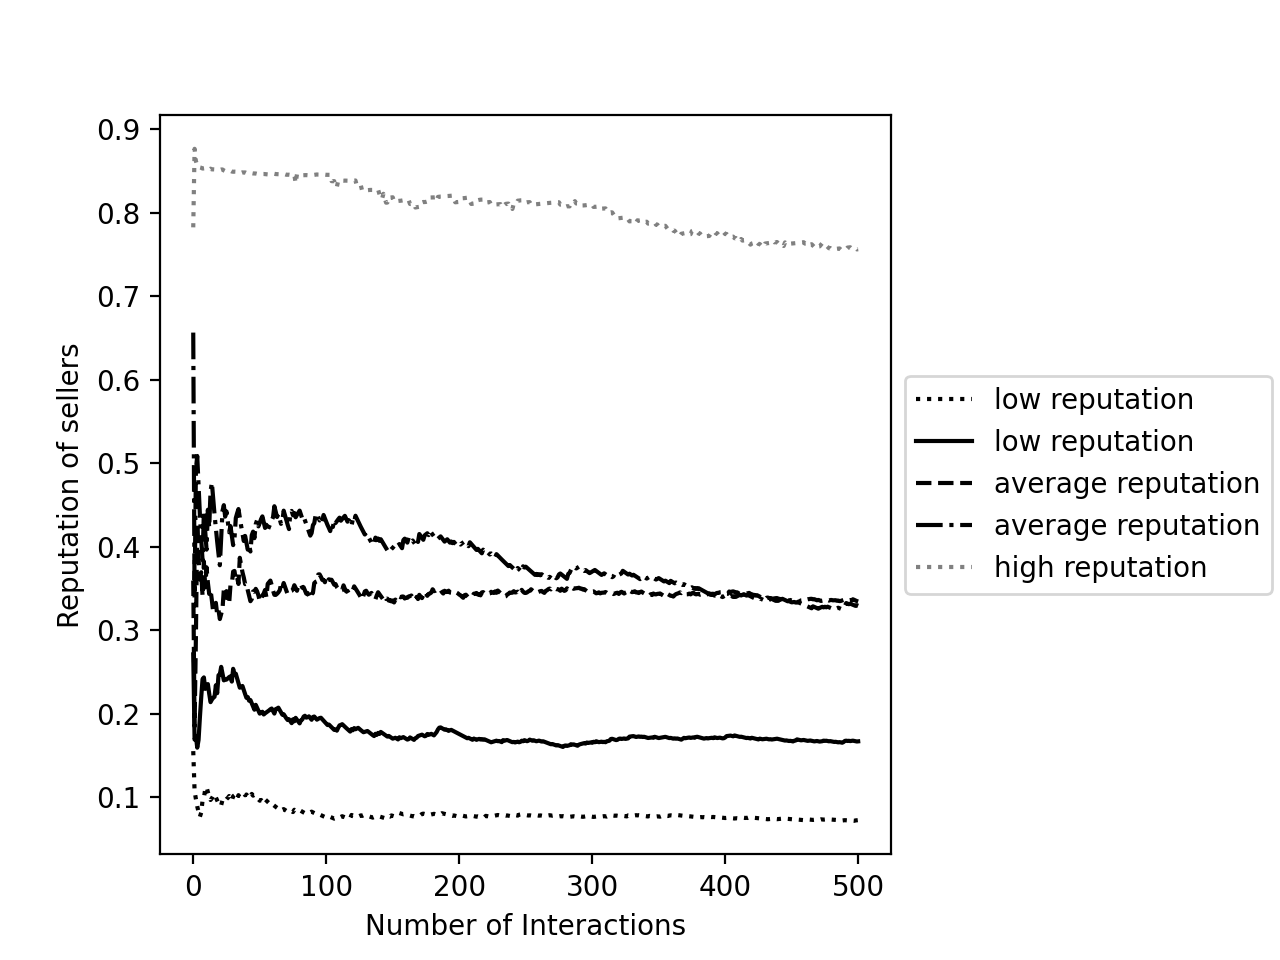 0.9
0.8
0.7
0.6
0.5
0.4
0.3
0.2
0.1
Reputation of sellers
0 100 200 300 400 500
Number of Interactions
low reputation
low reputation
average reputation
average reputation
high reputation